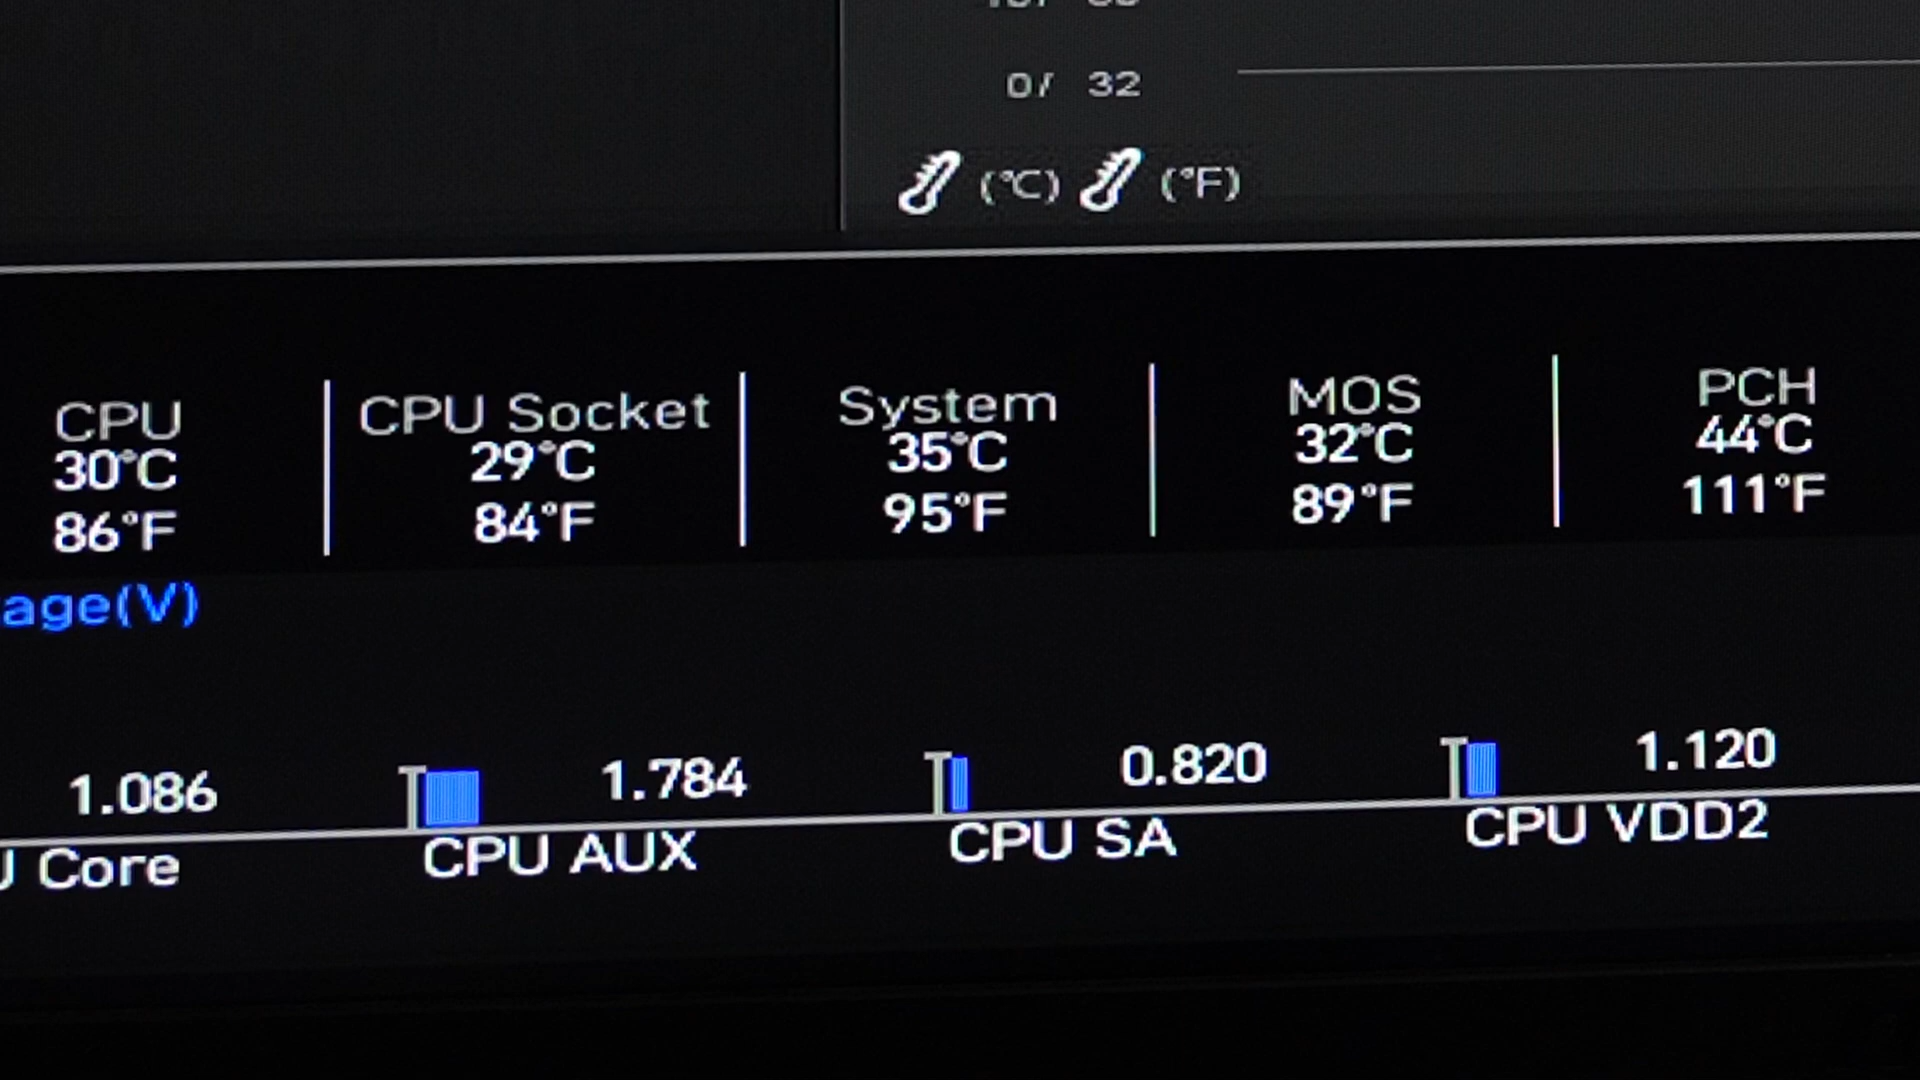 0/ 32
(°C) (°F)
CPU CPU Socket System MOS PCH
30°C 29°C 35°C 32°C 44°C
86°F 84°F 95°F 89°F 111°F
age(V)
1.086 1.784 0.820 1.120
Core CPU AUX CPU SA CPU VDD2